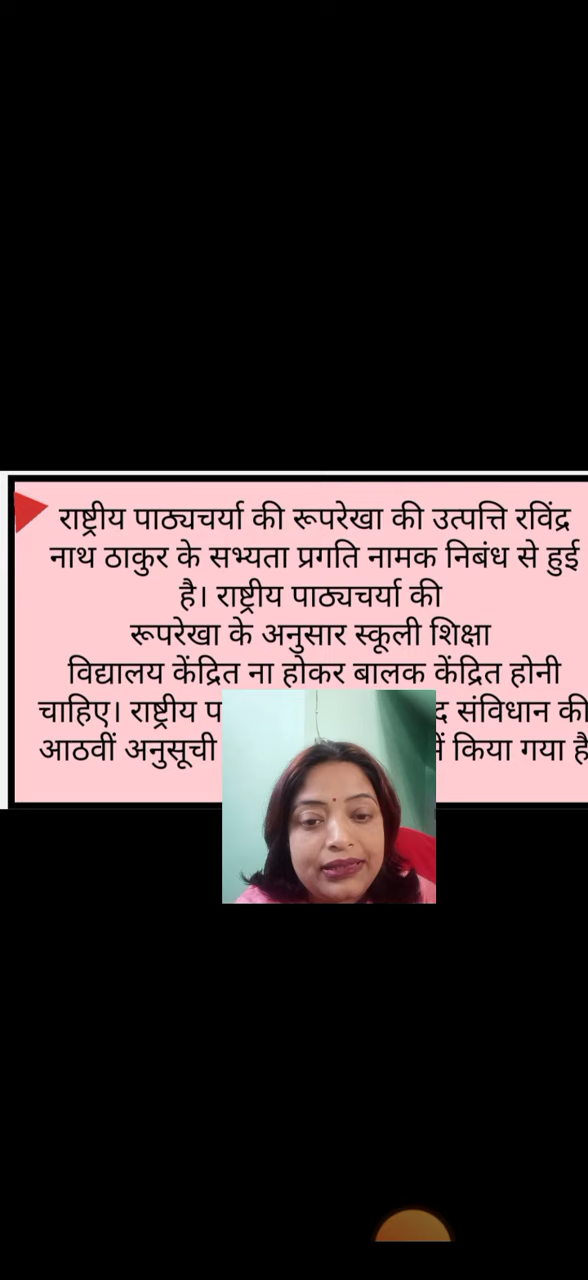 राष्ट्रीय पाठ्यचर्या की रूपरेखा की उत्पत्ति रविंद्र
नाथ ठाकुर के सभ्यता प्रगति नामक निबंध से हुई
है। राष्ट्रीय पाठ्यचर्या की
रूपरेखा के अनुसार स्कूली शिक्षा
विद्यालय केंद्रित ना होकर बालक केंद्रित होनी
चाहिए। राष्ट्रीय संविधान की
आठवीं अनुसूची में किया गया है